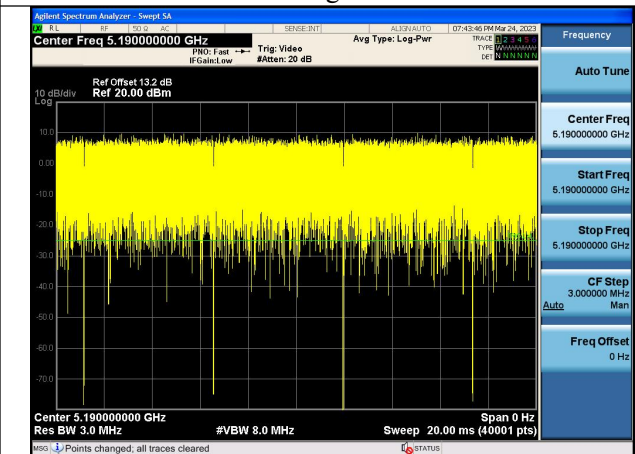 Agilent Spectrum Analyzer - Swept SA
RL RF 50 Ω AC SENSE:INT ALIGN AUTO 07:43:46 PM Mar 24, 2023
Center Freq 5.190000000 GHz
PNO: Fast
IFGain:Low
Trig: Video
#Atten: 20 dB
Avg Type: Log-Pwr
TRACE 1 2 3 4 5 6
TYPE
DET N N N N N N
Ref Offset 13.2 dB
10 dB/div Ref 20.00 dBm
Log
10.0
0.00
-10.0
-20.0
-30.0
-40.0
-50.0
-60.0
-70.0
Center 5.190000000 GHz Span 0 Hz
Res BW 3.0 MHz #VBW 8.0 MHz Sweep 20.00 ms (40001 pts)
MSG Points changed; all traces cleared STATUS
Frequency
Auto Tune
Center Freq
5.190000000 GHz
Start Freq
5.190000000 GHz
Stop Freq
5.190000000 GHz
CF Step
3.000000 MHz
Auto Man
Freq Offset
0 Hz